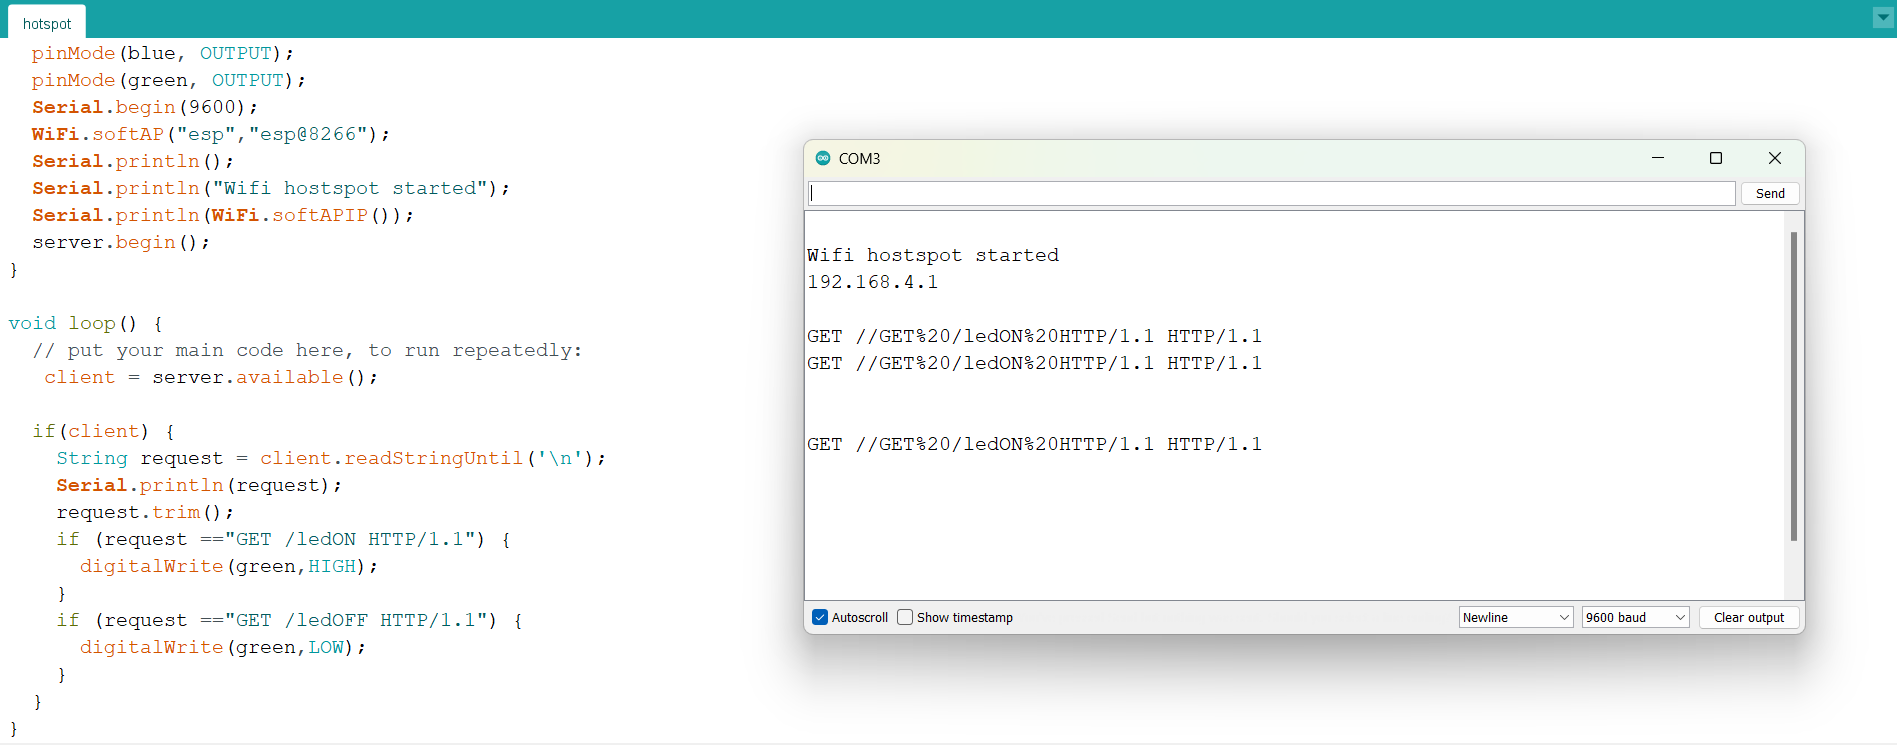 hotspot
pinMode(blue, OUTPUT);
pinMode(green, OUTPUT);
Serial.begin(9600);
WiFi.softAP("esp","esp@8266");
Serial.println();
Serial.println("Wifi hostspot started");
Serial.println(WiFi.softAPIP());
server.begin();
}
void loop() {
// put your main code here, to run repeatedly:
client = server.available();
if(client) {
String request = client.readStringUntil('\n');
Serial.println(request);
request.trim();
if (request =="GET /ledON HTTP/1.1") {
digitalWrite(green,HIGH);
}
if (request =="GET /ledOFF HTTP/1.1") {
digitalWrite(green,LOW);
}
}
}
COM3
Send
Wifi hostspot started
192.168.4.1
GET //GET%20/ledON%20HTTP/1.1 HTTP/1.1
GET //GET%20/ledON%20HTTP/1.1 HTTP/1.1
GET //GET%20/ledON%20HTTP/1.1 HTTP/1.1
Autoscroll Show timestamp Newline 9600 baud Clear output